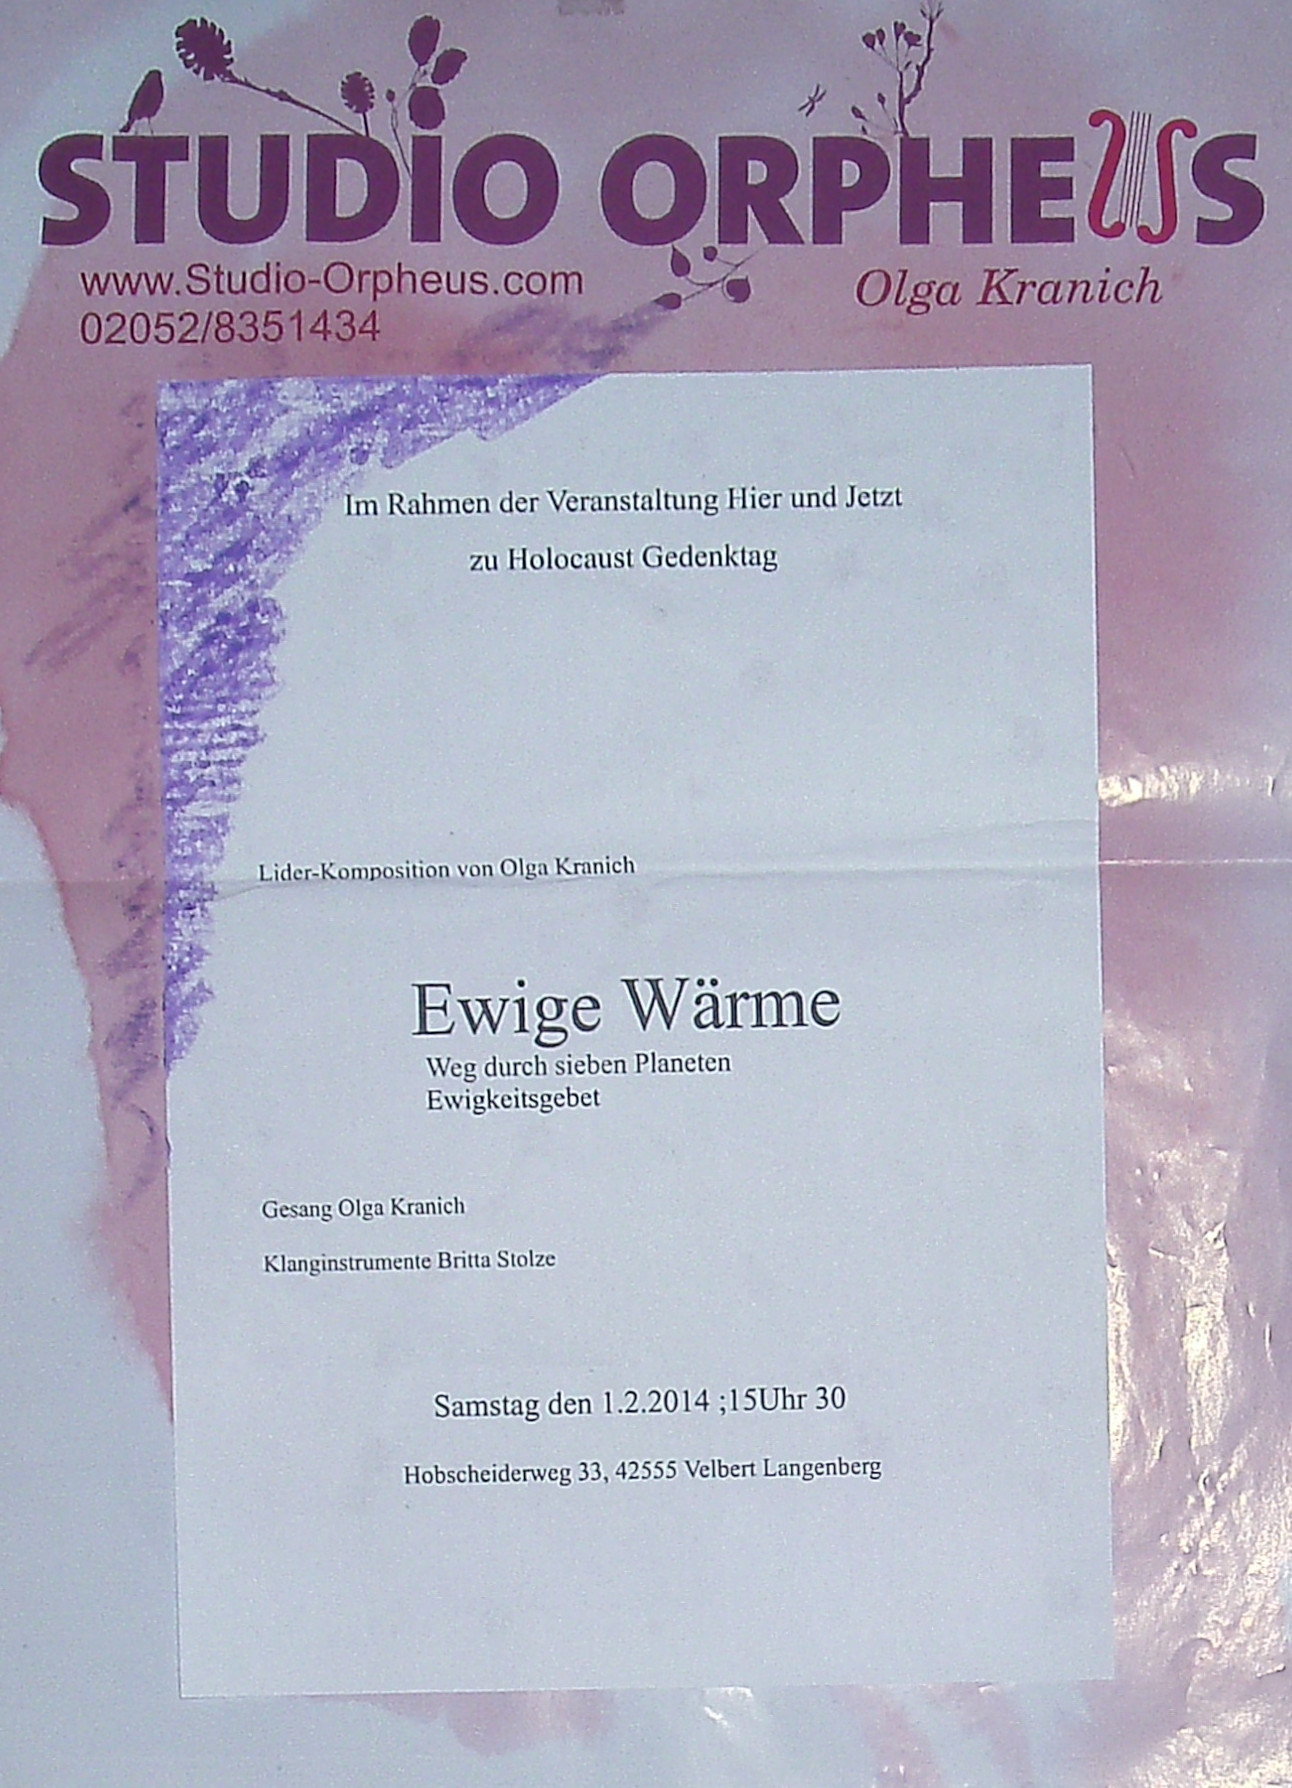 STUDIO ORPHEUS
www.Studio-Orpheus.com
Olga Kranich
02052/8351434
Im Rahmen der Veranstaltung Hier und Jetzt
zu Holocaust Gedenktag
Lider-Komposition von Olga Kranich
Ewige Wärme
Weg durch sieben Planeten
Ewigkeitsgebet
Gesang Olga Kranich
Klanginstrumente Britta Stolze
Samstag den 1.2.2014 ;15Uhr 30
Hobscheiderweg 33, 42555 Velbert Langenberg